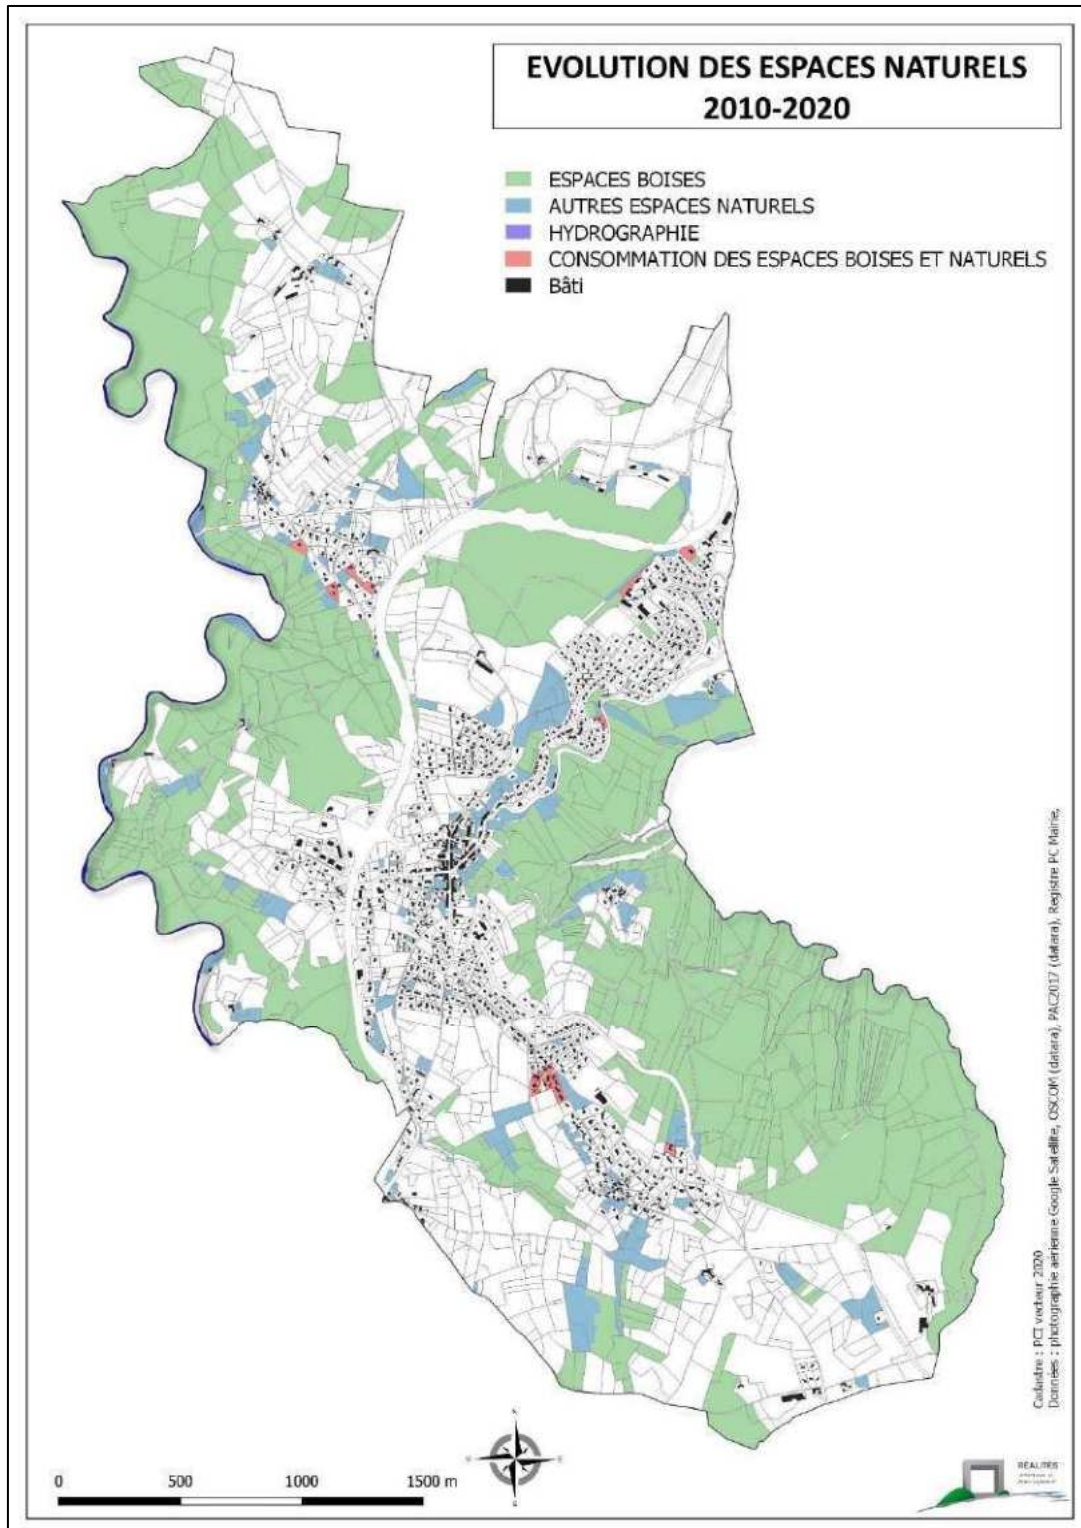 EVOLUTION DES ESPACES NATURELS
2010-2020
ESPACES BOISES
AUTRES ESPACES NATURELS
HYDROGRAPHIE
CONSOMMATION DES ESPACES BOISES ET NATURELS
Bâti
Cadastre : PCI vecteur 2020
Données : photographie aérienne Google Satellite, OSCOM (datara), PAC2017 (datara), Registre PC Mairie,
0 500 1000 1500 m
RÉALITÉS